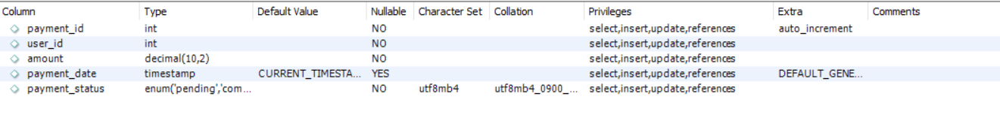 Column Type Default Value Nullable Character Set Collation Privileges Extra Comments
payment_id int NO select,insert,update,references auto_increment
user_id int NO select,insert,update,references
amount decimal(10,2) NO select,insert,update,references
payment_date timestamp CURRENT_TIMESTA... YES select,insert,update,references DEFAULT_GENE...
payment_status enum('pending','com... NO utf8mb4 utf8mb4_0900_... select,insert,update,references